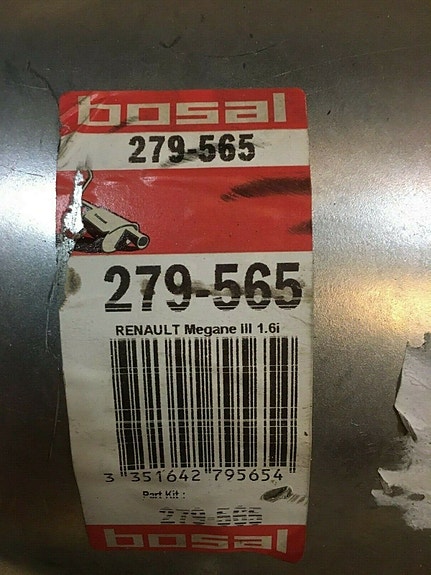 bosal
279-565
279-565
RENAULT Megane III 1.6i
3 351642 795654
Part Kit :
279-565
bosal